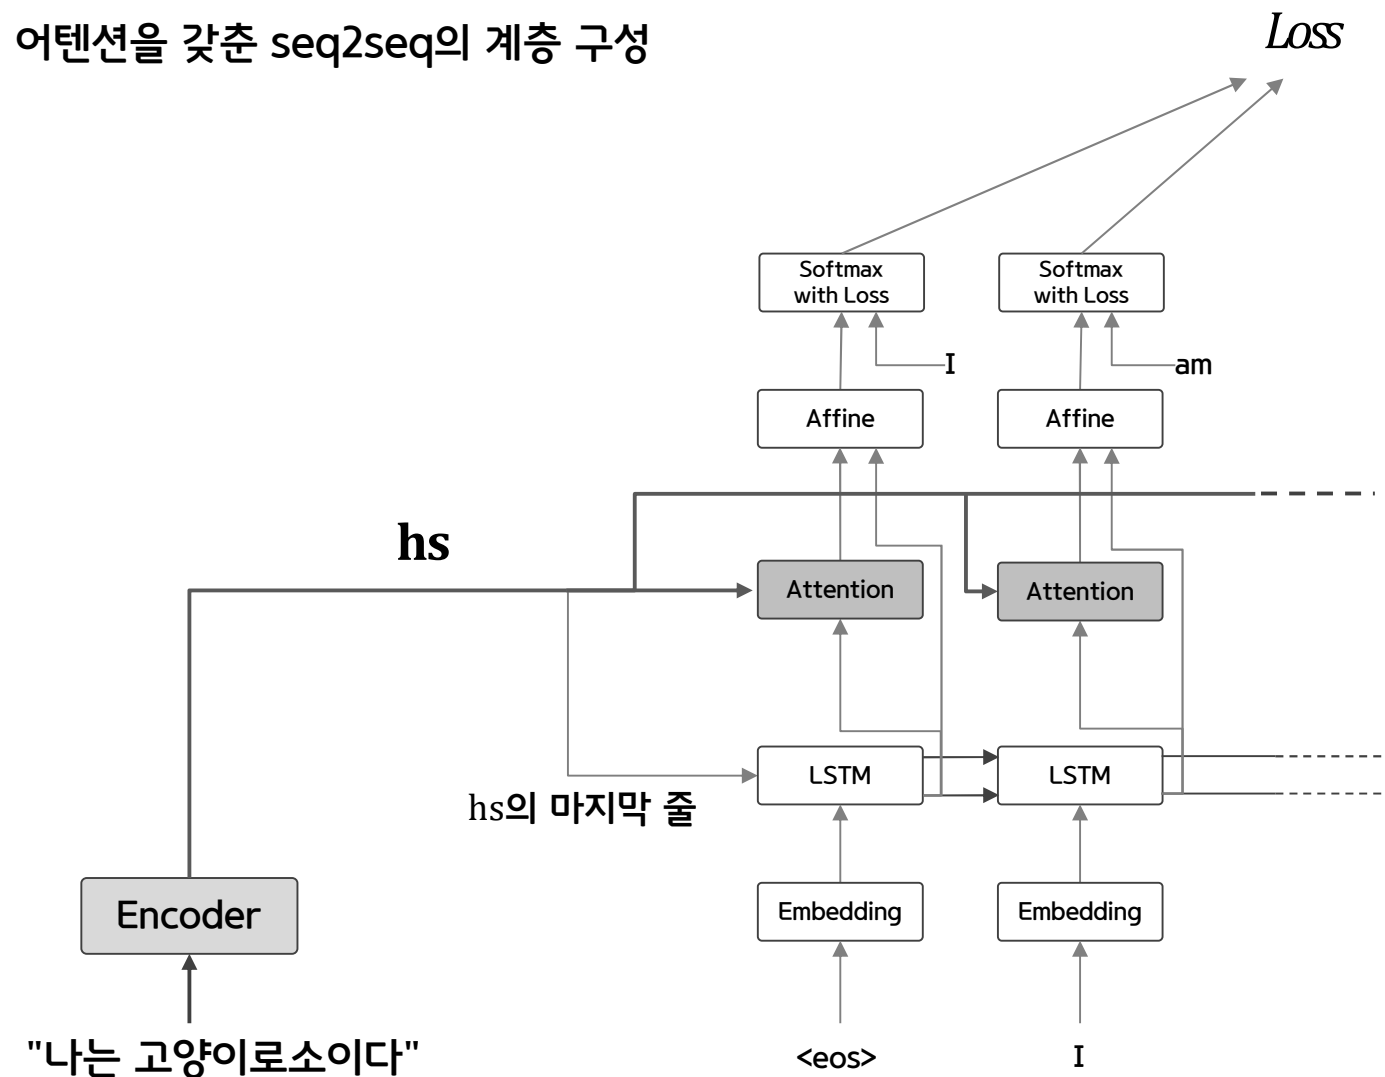 어텐션을 갖춘 seq2seq의 계층 구성
Loss
Softmax
with Loss
Softmax
with Loss
I
am
Affine
Affine
hs
Attention
Attention
LSTM
LSTM
hs의 마지막 줄
Encoder
Embedding
Embedding
"나는 고양이로소이다"
<eos>
I